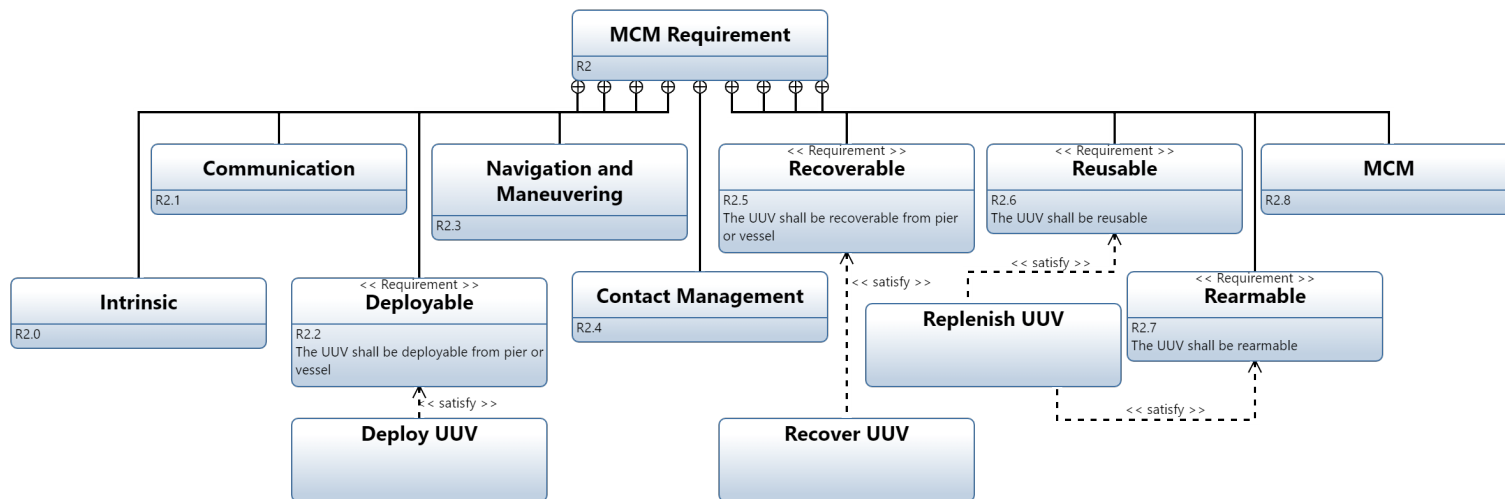 MCM Requirement
R2
Communication
R2.1
Navigation and
Maneuvering
R2.3
<< Requirement >>
Recoverable
R2.5
The UUV shall be recoverable from pier
or vessel
<< Requirement >>
Reusable
R2.6
The UUV shall be reusable
MCM
R2.8
Intrinsic
R2.0
<< Requirement >>
Deployable
R2.2
The UUV shall be deployable from pier or
vessel
Contact Management
R2.4
<< satisfy >>
<< satisfy >>
Replenish UUV
<< Requirement >>
Rearmable
R2.7
The UUV shall be rearmable
<< satisfy >>
<< satisfy >>
Deploy UUV
Recover UUV